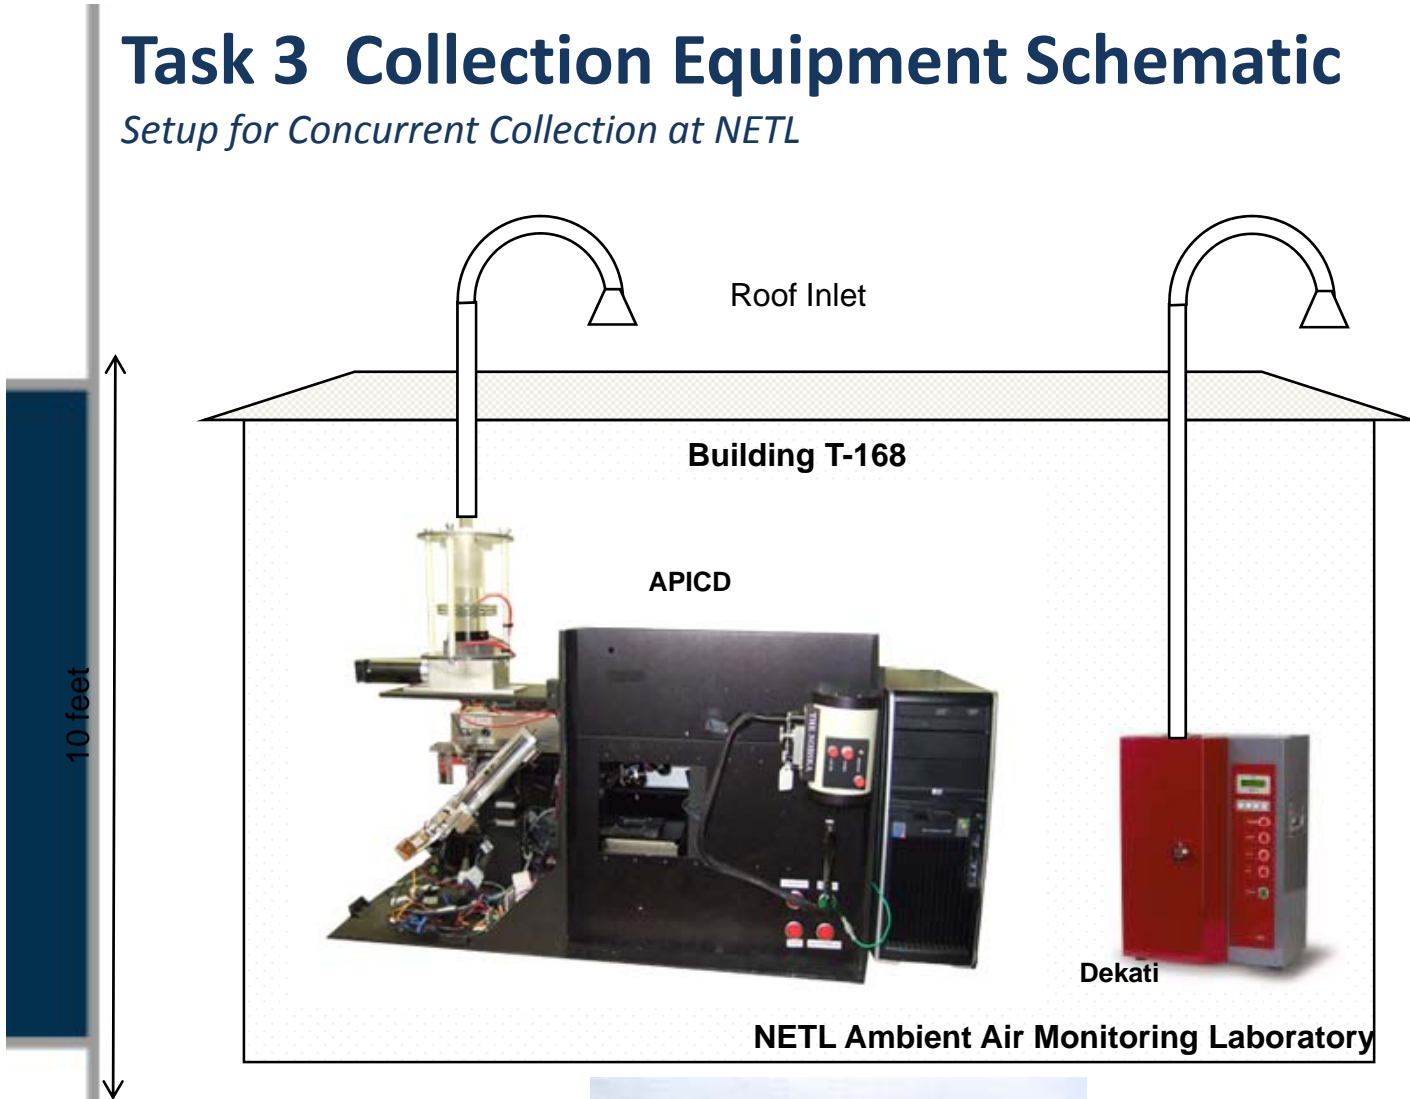 Task 3 Collection Equipment Schematic
Setup for Concurrent Collection at NETL
Roof Inlet
Building T-168
APICD
10 feet
Dekati
NETL Ambient Air Monitoring Laboratory